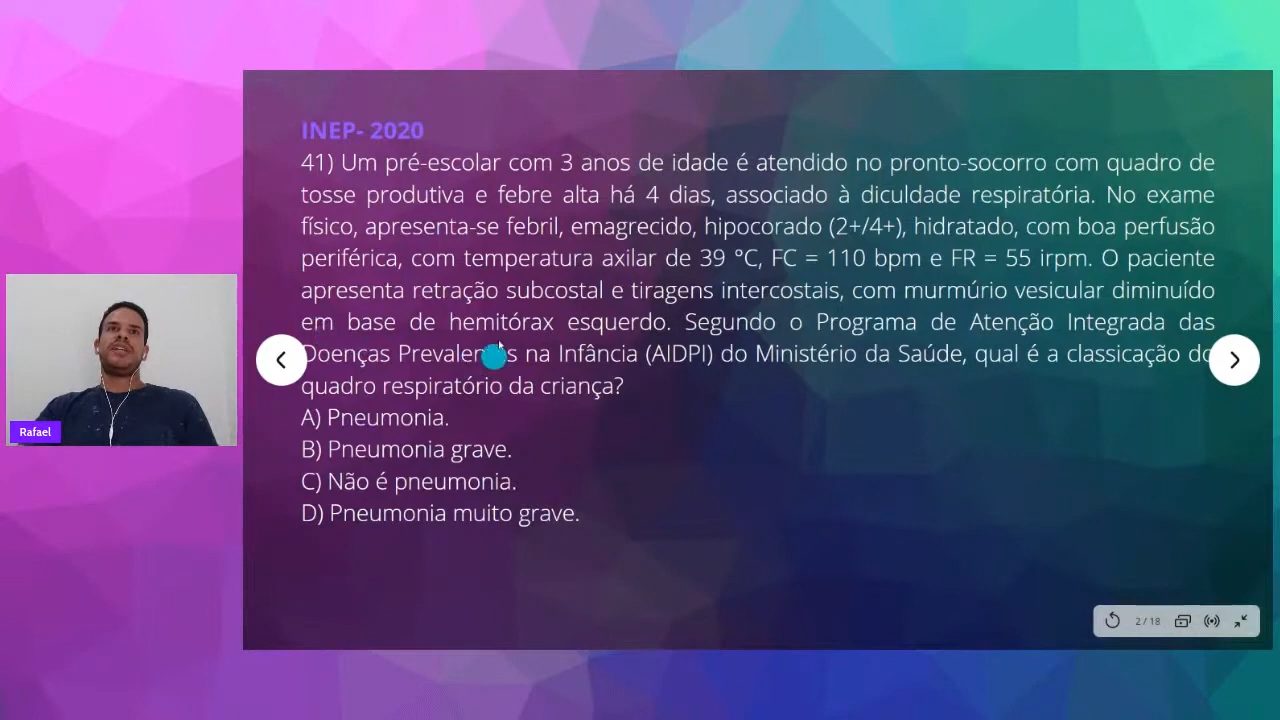 INEP- 2020
41) Um pré-escolar com 3 anos de idade é atendido no pronto-socorro com quadro de
tosse produtiva e febre alta há 4 dias, associado à diculdade respiratória. No exame
físico, apresenta-se febril, emagrecido, hipocorado (2+/4+), hidratado, com boa perfusão
periférica, com temperatura axilar de 39 °C, FC = 110 bpm e FR = 55 irpm. O paciente
apresenta retração subcostal e tiragens intercostais, com murmúrio vesicular diminuído
em base de hemitórax esquerdo. Segundo o Programa de Atenção Integrada das
Doenças Prevalentes na Infância (AIDPI) do Ministério da Saúde, qual é a classicação do
quadro respiratório da criança?
A) Pneumonia.
B) Pneumonia grave.
C) Não é pneumonia.
D) Pneumonia muito grave.
Rafael
2 / 18